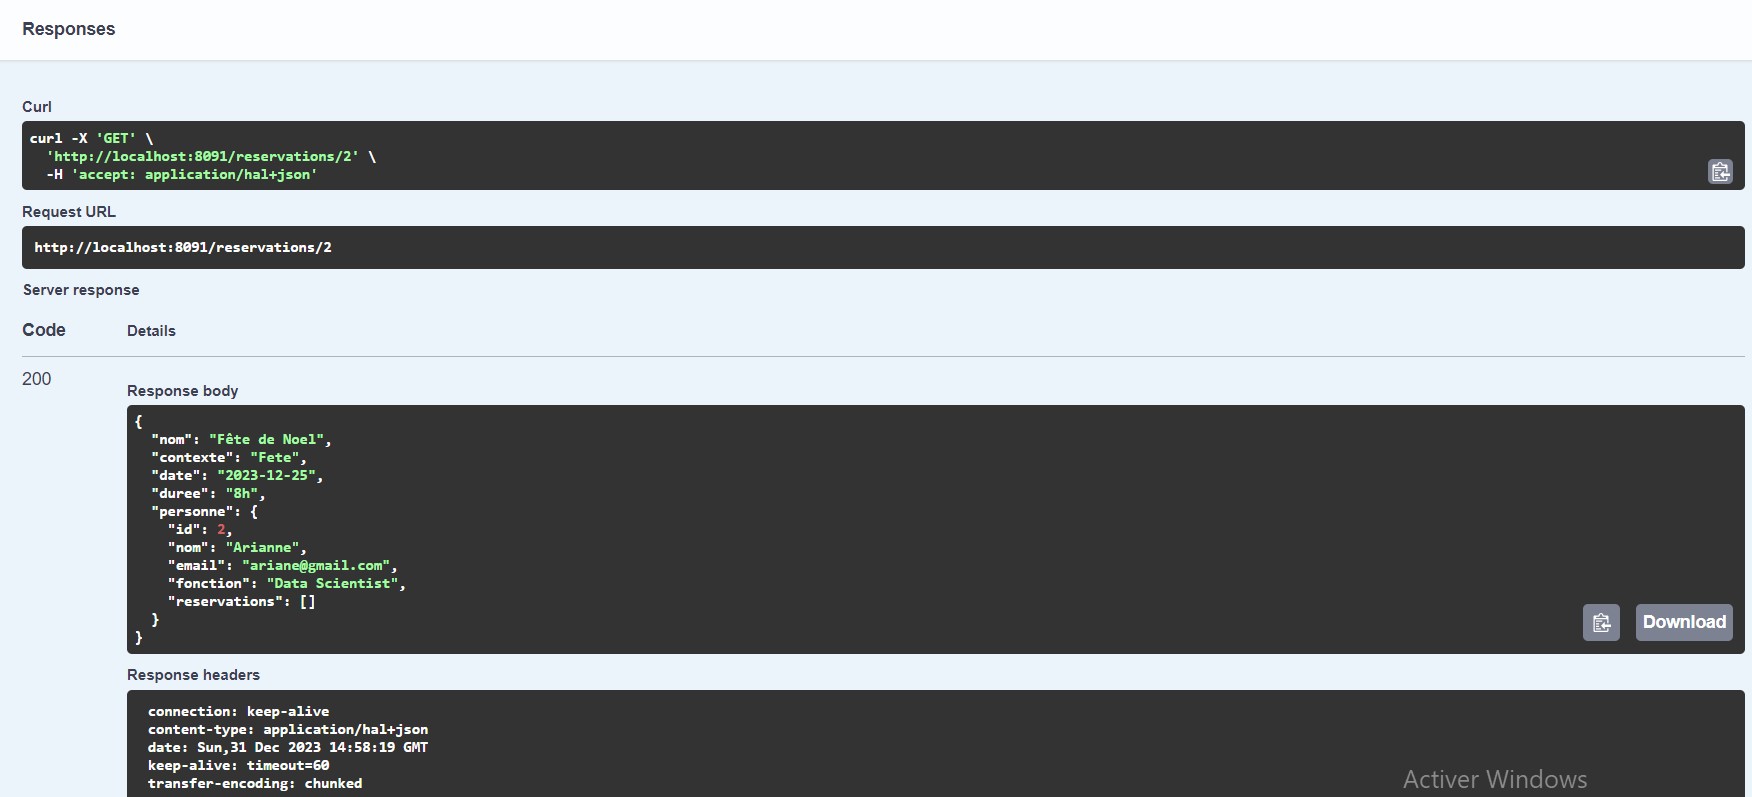 Responses
Curl
curl -X 'GET' \
  'http://localhost:8091/reservations/2' \
  -H 'accept: application/hal+json'
Request URL
http://localhost:8091/reservations/2
Server response
Code Details
200
Response body
{
  "nom": "Fête de Noel",
  "contexte": "Fete",
  "date": "2023-12-25",
  "duree": "8h",
  "personne": {
    "id": 2,
    "nom": "Arianne",
    "email": "ariane@gmail.com",
    "fonction": "Data Scientist",
    "reservations": []
  }
}
Download
Response headers
connection: keep-alive
content-type: application/hal+json
date: Sun,31 Dec 2023 14:58:19 GMT
keep-alive: timeout=60
transfer-encoding: chunked
Activer Windows